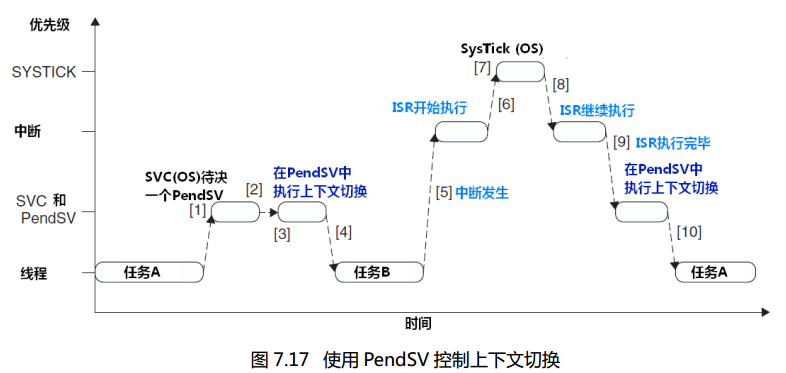 优先级
SysTick (OS)
SYSTICK
[7]
[8]
ISR开始执行
[6]
ISR继续执行
中断
[9] ISR执行完毕
SVC(OS)待决
一个PendSV
[2]
在PendSV中
执行上下文切换
在PendSV中
执行上下文切换
SVC 和
PendSV
[1]
[3]
[4]
[5] 中断发生
[10]
线程
任务A
任务B
任务A
时间
图 7.17 使用 PendSV 控制上下文切换